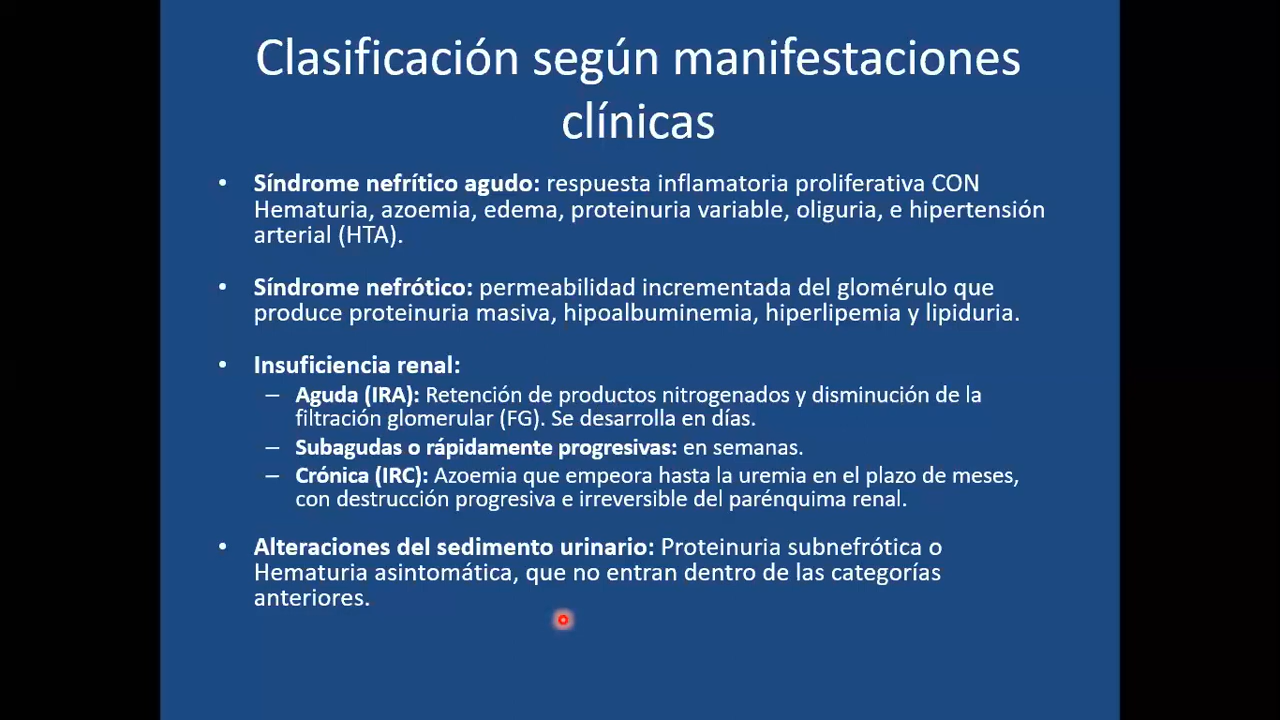 Clasificación según manifestaciones
clínicas
• Síndrome nefrítico agudo: respuesta inflamatoria proliferativa CON
Hematuria, azoemia, edema, proteinuria variable, oliguria, e hipertensión
arterial (HTA).
• Síndrome nefrótico: permeabilidad incrementada del glomérulo que
produce proteinuria masiva, hipoalbuminemia, hiperlipemia y lipiduria.
• Insuficiencia renal:
– Aguda (IRA): Retención de productos nitrogenados y disminución de la
filtración glomerular (FG). Se desarrolla en días.
– Subagudas o rápidamente progresivas: en semanas.
– Crónica (IRC): Azoemia que empeora hasta la uremia en el plazo de meses,
con destrucción progresiva e irreversible del parénquima renal.
• Alteraciones del sedimento urinario: Proteinuria subnefrótica o
Hematuria asintomática, que no entran dentro de las categorías
anteriores.